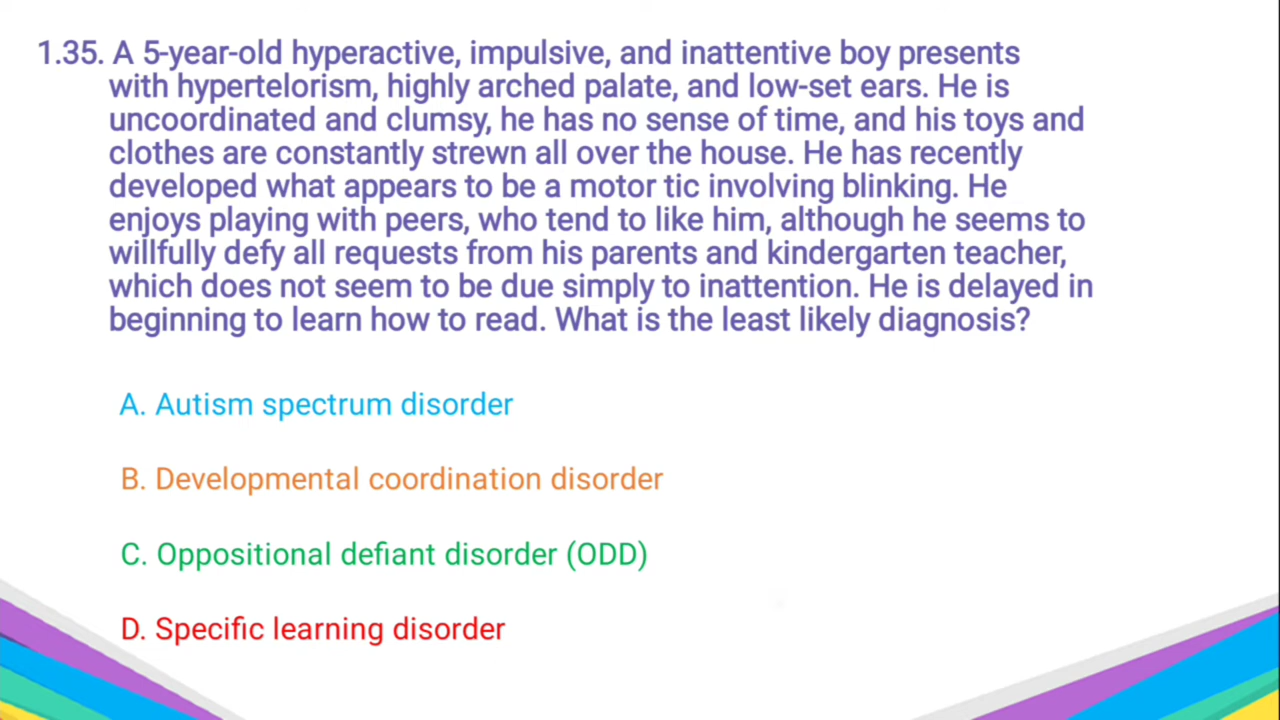 1.35. A 5-year-old hyperactive, impulsive, and inattentive boy presents
with hypertelorism, highly arched palate, and low-set ears. He is
uncoordinated and clumsy, he has no sense of time, and his toys and
clothes are constantly strewn all over the house. He has recently
developed what appears to be a motor tic involving blinking. He
enjoys playing with peers, who tend to like him, although he seems to
willfully defy all requests from his parents and kindergarten teacher,
which does not seem to be due simply to inattention. He is delayed in
beginning to learn how to read. What is the least likely diagnosis?
A. Autism spectrum disorder
B. Developmental coordination disorder
C. Oppositional defiant disorder (ODD)
D. Specific learning disorder